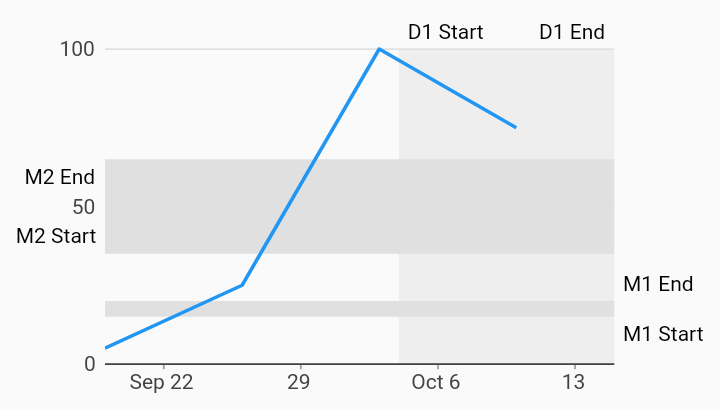 D1 Start
D1 End
100
M2 End
50
M2 Start
M1 End
M1 Start
0
Sep 22
29
Oct 6
13